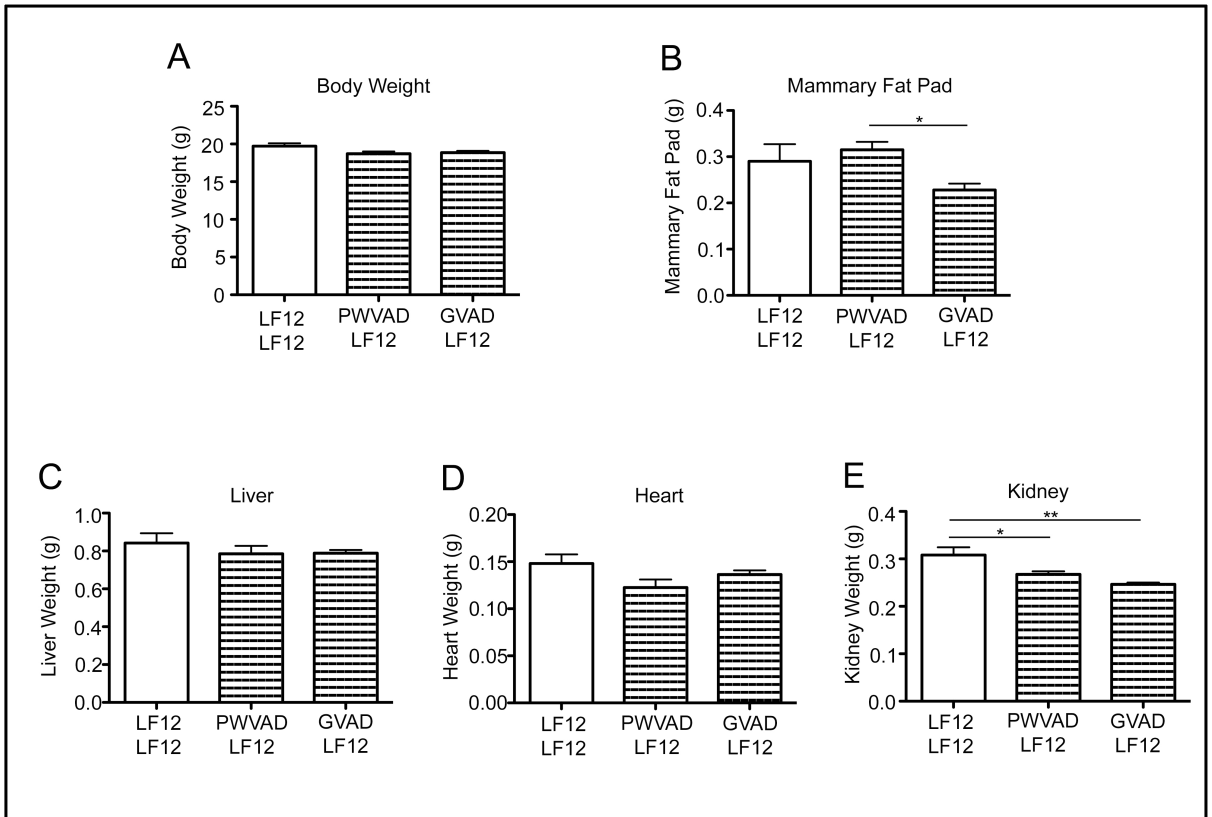 A
Body Weight
Body Weight (g)
25
20
15
10
5
0
LF12 PWVAD GVAD
LF12 LF12 LF12
B
Mammary Fat Pad
Mammary Fat Pad (g)
0.4
0.3
0.2
0.1
0.0
*
LF12 PWVAD GVAD
LF12 LF12 LF12
C
Liver
Liver Weight (g)
1.0
0.8
0.6
0.4
0.2
0.0
LF12 PWVAD GVAD
LF12 LF12 LF12
D
Heart
Heart Weight (g)
0.20
0.15
0.10
0.05
0.00
LF12 PWVAD GVAD
LF12 LF12 LF12
E
Kidney
Kidney Weight (g)
0.4
0.3
0.2
0.1
0.0
**
*
LF12 PWVAD GVAD
LF12 LF12 LF12